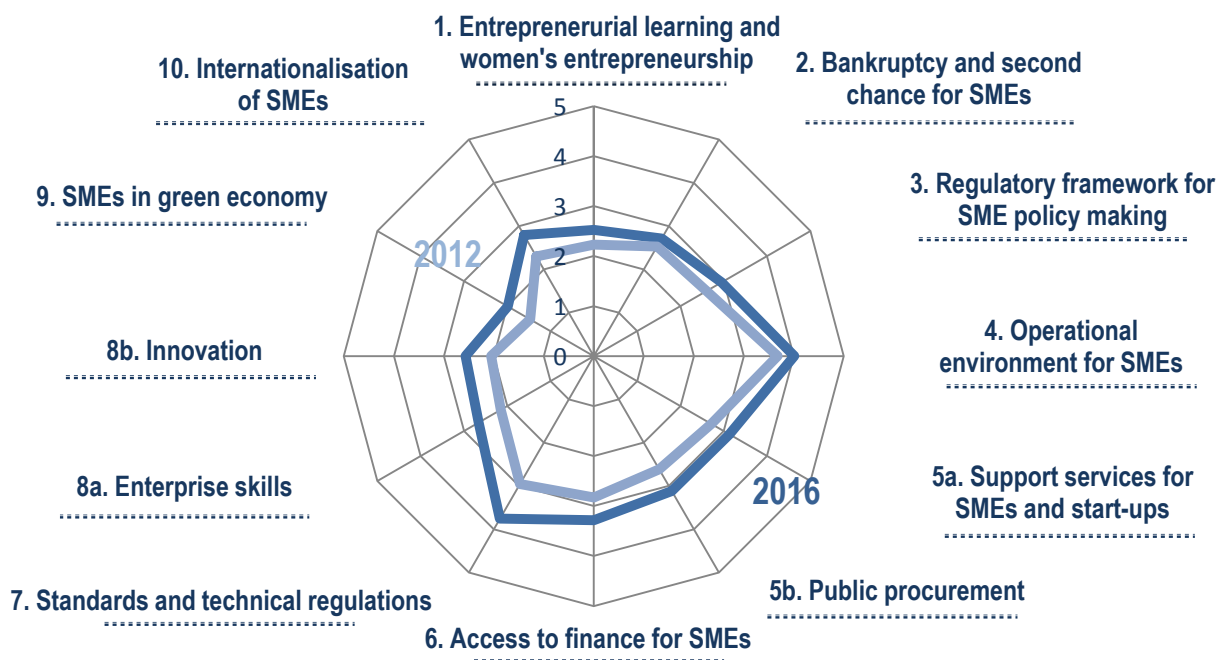 1. Entreprenerurial learning and
women's entrepreneurship
2. Bankruptcy and second
chance for SMEs
3. Regulatory framework for
SME policy making
4. Operational
environment for SMEs
5a. Support services for
SMEs and start-ups
5b. Public procurement
6. Access to finance for SMEs
7. Standards and technical regulations
8a. Enterprise skills
8b. Innovation
9. SMEs in green economy
10. Internationalisation
of SMEs
5
4
3
2
1
0
2012
2016